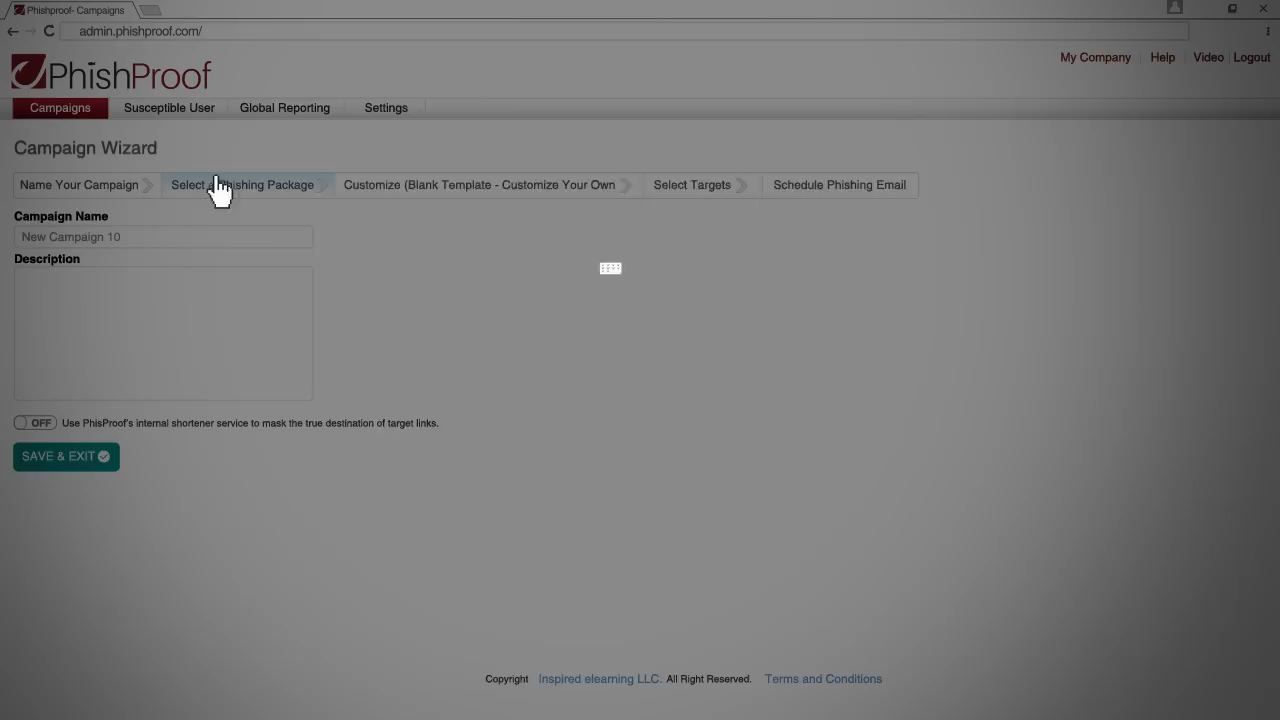 Phishproof- Campaigns
admin.phishproof.com/
My Company Help Video Logout
PhishProof
Campaigns Susceptible User Global Reporting Settings
Campaign Wizard
Name Your Campaign Select a Phishing Package Customize (Blank Template - Customize Your Own Select Targets Schedule Phishing Email
Campaign Name
New Campaign 10
Description
OFF Use PhisProof's internal shortener service to mask the true destination of target links.
SAVE & EXIT
Copyright Inspired elearning LLC. All Right Reserved. Terms and Conditions